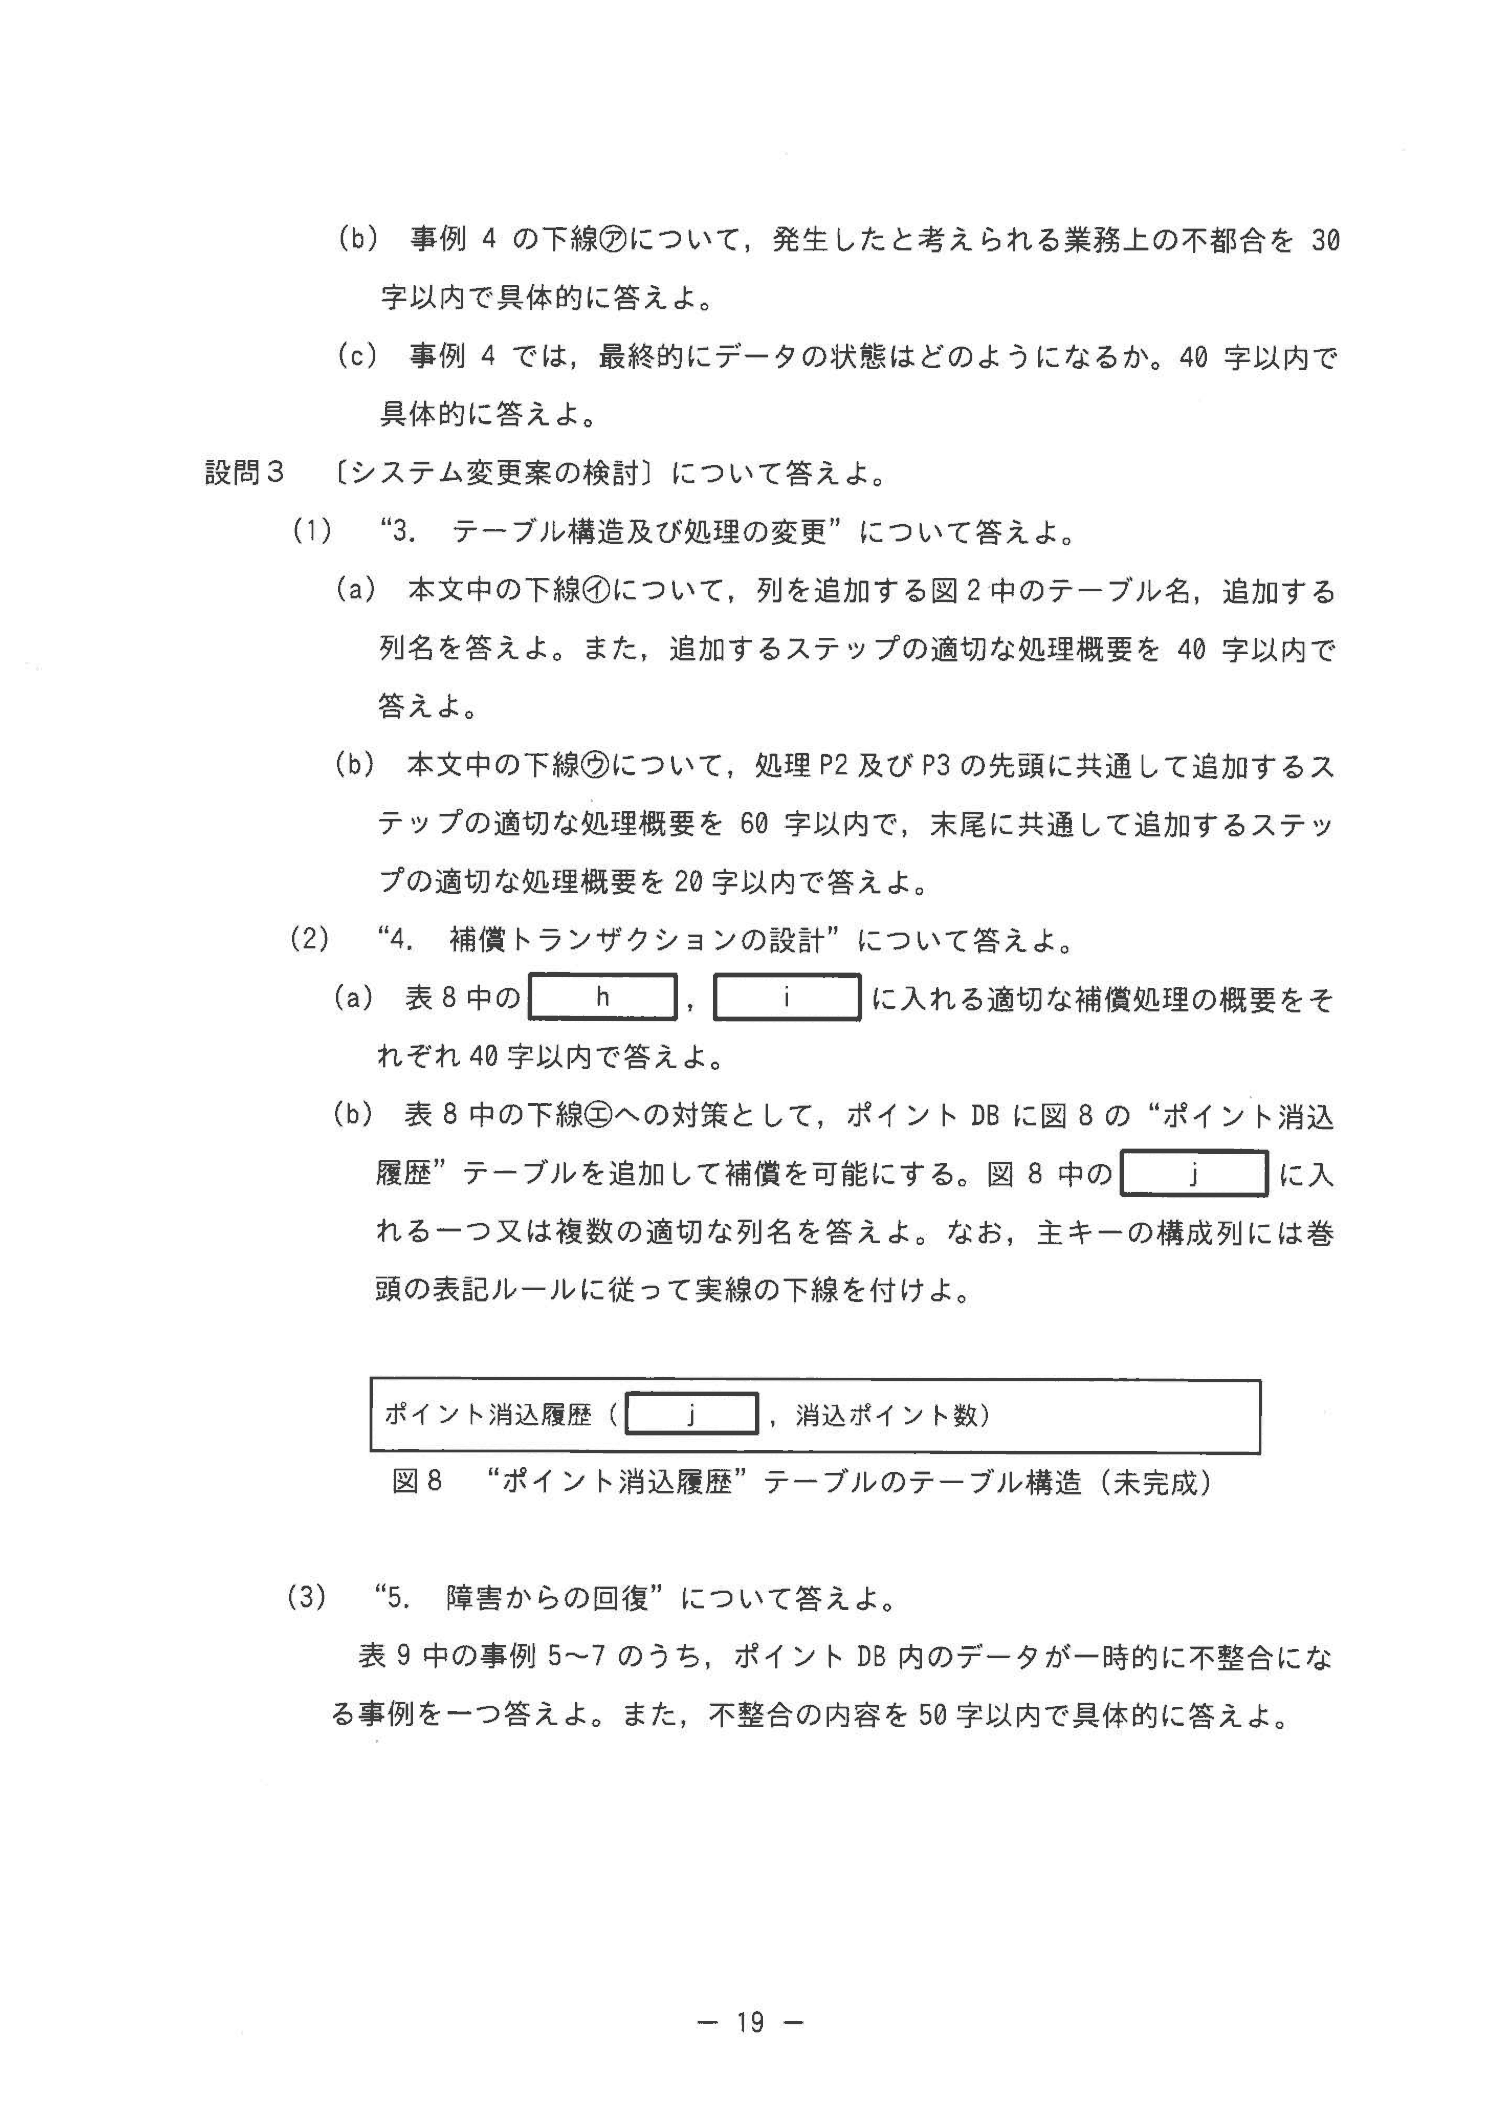 (b) 事例 4 の下線㋐について，発生したと考えられる業務上の不都合を 30
字以内で具体的に答えよ。
(c) 事例 4 では，最終的にデータの状態はどのようになるか。40 字以内で
具体的に答えよ。
設問3 〔システム変更案の検討〕について答えよ。
(1) “3. テーブル構造及び処理の変更”について答えよ。
(a) 本文中の下線㋑について，列を追加する図2中のテーブル名，追加する
列名を答えよ。また，追加するステップの適切な処理概要を 40 字以内で
答えよ。
(b) 本文中の下線㋒について，処理 P2 及び P3 の先頭に共通して追加するス
テップの適切な処理概要を 60 字以内で，末尾に共通して追加するステッ
プの適切な処理概要を 20 字以内で答えよ。
(2) “4. 補償トランザクションの設計”について答えよ。
(a) 表 8 中の h ， i に入れる適切な補償処理の概要をそ
れぞれ 40 字以内で答えよ。
(b) 表 8 中の下線㋓への対策として，ポイント DB に図 8 の“ポイント消込
履歴”テーブルを追加して補償を可能にする。図 8 中の j に入
れる一つ又は複数の適切な列名を答えよ。なお，主キーの構成列には巻
頭の表記ルールに従って実線の下線を付けよ。
ポイント消込履歴（ j ，消込ポイント数）
図8 “ポイント消込履歴”テーブルのテーブル構造（未完成）
(3) “5. 障害からの回復”について答えよ。
表 9 中の事例 5～7 のうち，ポイント DB 内のデータが一時的に不整合にな
る事例を一つ答えよ。また，不整合の内容を 50 字以内で具体的に答えよ。
― 19 ―